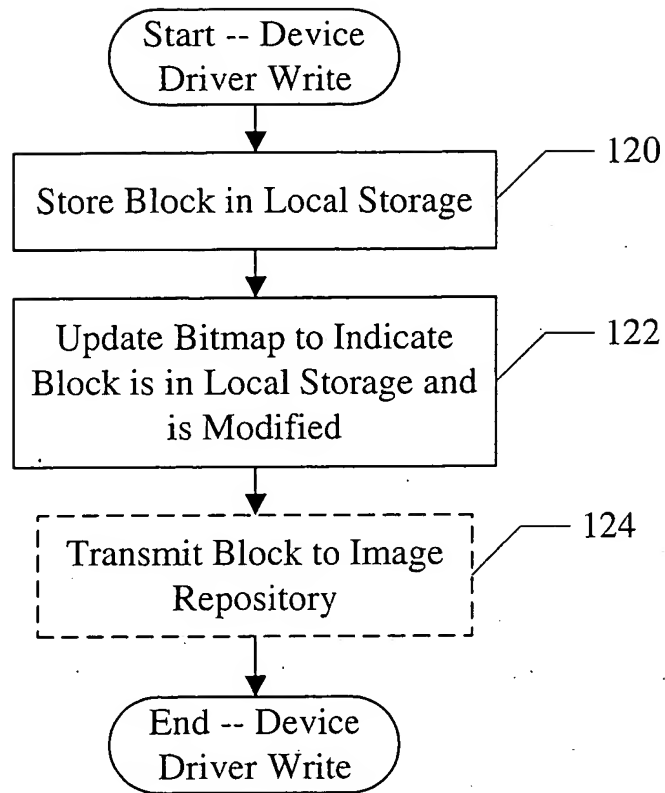 Start -- Device
Driver Write
120
Store Block in Local Storage
122
Update Bitmap to Indicate
Block is in Local Storage and
is Modified
124
Transmit Block to Image
Repository
End -- Device
Driver Write